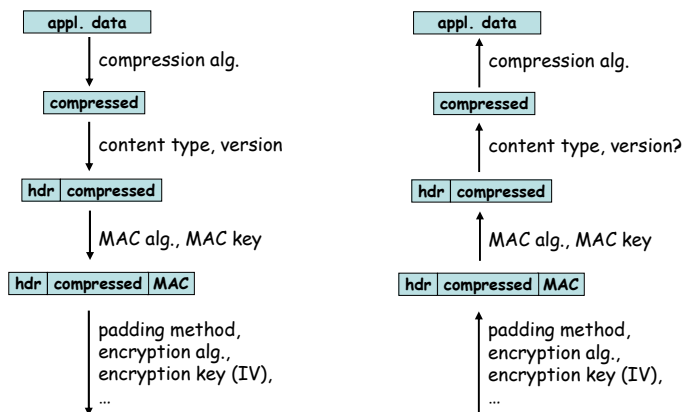 appl. data
compression alg.
compressed
content type, version
hdr compressed
MAC alg., MAC key
hdr compressed MAC
padding method,
encryption alg.,
encryption key (IV),
…
appl. data
compression alg.
compressed
content type, version?
hdr compressed
MAC alg., MAC key
hdr compressed MAC
padding method,
encryption alg.,
encryption key (IV),
…